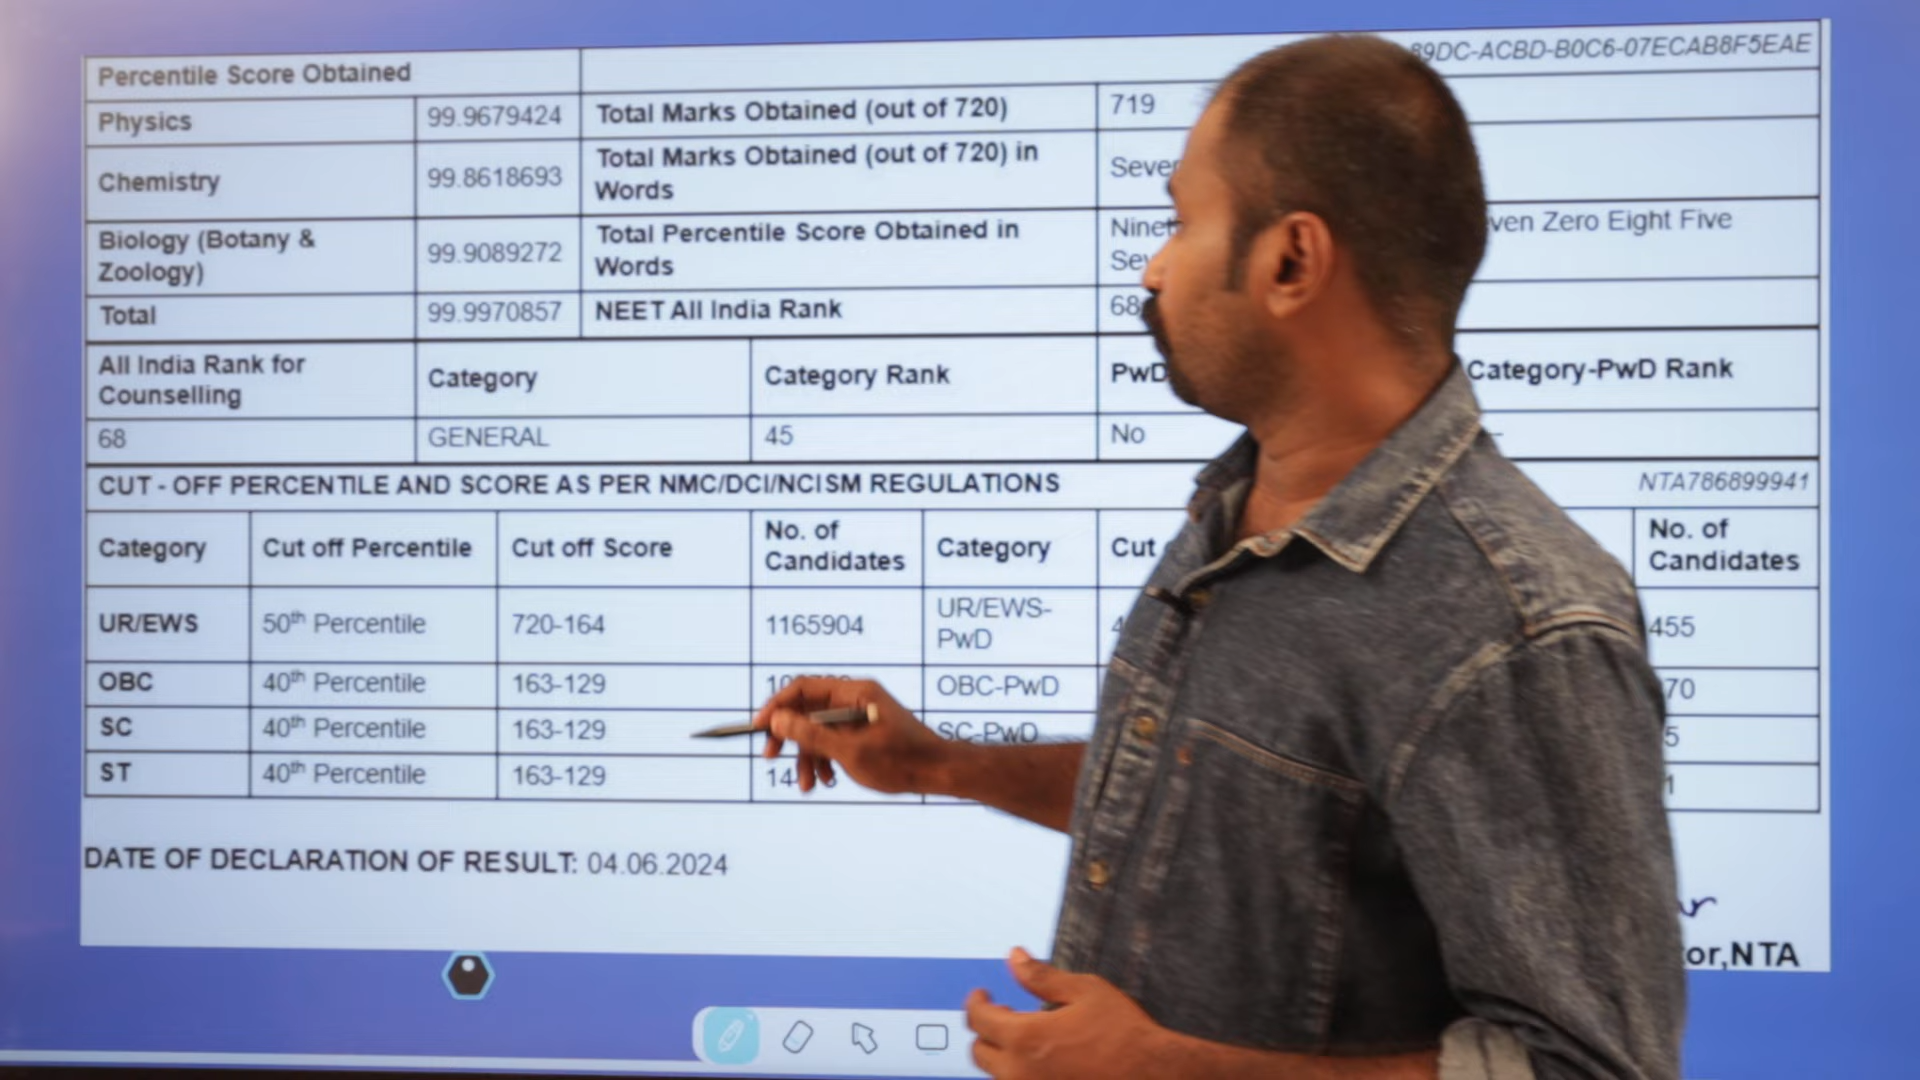 89DC-ACBD-B0C6-07ECAB8F5EAE
Percentile Score Obtained
Physics 99.9679424 Total Marks Obtained (out of 720) 719
Chemistry 99.8618693 Total Marks Obtained (out of 720) in
Words
Biology (Botany &
Zoology) 99.9089272 Total Percentile Score Obtained in
Words
Zero Eight Five
Total 99.9970857 NEET All India Rank 68
All India Rank for
Counselling Category Category Rank PwD Category-PwD Rank
68 GENERAL 45 No -
CUT - OFF PERCENTILE AND SCORE AS PER NMC/DCI/NCISM REGULATIONS NTA786899941
Category Cut off Percentile Cut off Score No. of
Candidates Category Cut No. of
Candidates
UR/EWS 50th Percentile 720-164 1165904 UR/EWS-
PwD 455
OBC 40th Percentile 163-129 OBC-PwD
SC 40th Percentile 163-129 SC-PwD
ST 40th Percentile 163-129
DATE OF DECLARATION OF RESULT: 04.06.2024
NTA